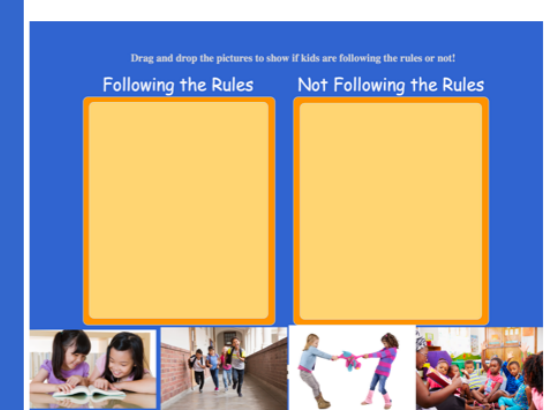 Drag and drop the pictures to show if kids are following the rules or not!
Following the Rules
Not Following the Rules